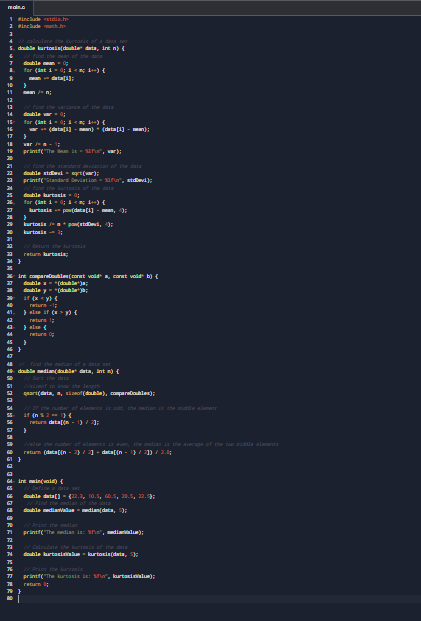 main.c
1 #include <stdio.h>
2 #include <math.h>
3
4 // calculate the kurtosis of a data set
5 double kurtosis(double* data, int n) {
6 // find the mean of the data
7 double mean = 0;
8 for (int i = 0; i < n; i++) {
9 mean += data[i];
10 }
11 mean /= n;
12
13 // find the variance of the data
14 double var = 0;
15 for (int i = 0; i < n; i++) {
16 var += (data[i] - mean) * (data[i] - mean);
17 }
18 var /= n - 1;
19 printf("The Mean is = %lf\n", var);
20
21 // find the standard deviation of the data
22 double stdDevi = sqrt(var);
23 printf("Standard Deviation = %lf\n", stdDevi);
24 // find the kurtosis of the data
25 double kurtosis = 0;
26 for (int i = 0; i < n; i++) {
27 kurtosis += pow(data[i] - mean, 4);
28 }
29 kurtosis /= n * pow(stdDevi, 4);
30 kurtosis -= 3;
31
32 // Return the kurtosis
33 return kurtosis;
34 }
35
36 int compareDoubles(const void* a, const void* b) {
37 double x = *(double*)a;
38 double y = *(double*)b;
39 if (x < y) {
40 return -1;
41 } else if (x > y) {
42 return 1;
43 } else {
44 return 0;
45 }
46 }
47
48 // find the median of a data set
49 double median(double* data, int n) {
50 // Sort the data
51 //sizeof to know the length
52 qsort(data, n, sizeof(double), compareDoubles);
53
54 // If the number of elements is odd, the median is the middle element
55 if (n % 2 == 1) {
56 return data[(n - 1) / 2];
57 }
58
59 //else the number of elements is even, the median is the average of the two middle elements
60 return (data[(n - 2) / 2] + data[(n - 1) / 2]) / 2.0;
61 }
62
63
64 int main(void) {
65 // Define a data set
66 double data[] = {22.3, 10.5, 60.5, 30.5, 22.5};
67 // Find the median of the data
68 double medianValue = median(data, 5);
69
70 // Print the median
71 printf("The median is: %f\n", medianValue);
72
73 // Calculate the kurtosis of the data
74 double kurtosisValue = kurtosis(data, 5);
75
76 // Print the kurtosis
77 printf("The kurtosis is: %f\n", kurtosisValue);
78 return 0;
79 }
80